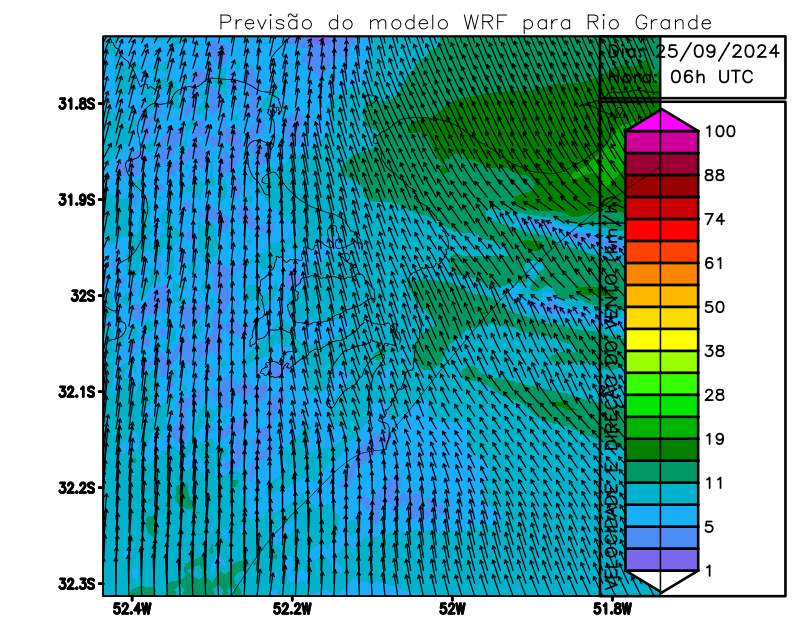 Previsão do modelo WRF para Rio Grande
Dia: 25/09/2024
Hora: 06h UTC
31.8S
31.9S
32S
32.1S
32.2S
32.3S
52.4W
52.2W
52W
51.8W
VELOCIDADE E DIREÇÃO DO VENTO (km/h)
100
88
74
61
50
38
28
19
11
5
1